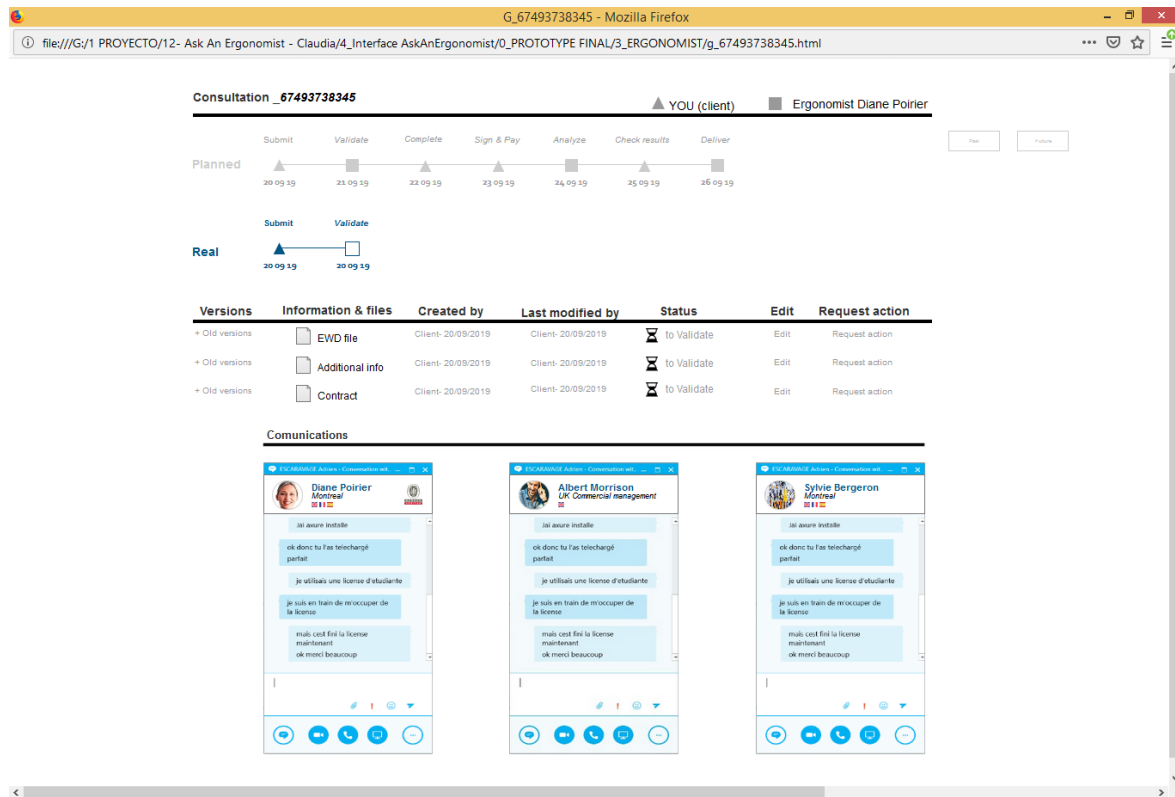 G_67493738345 - Mozilla Firefox
file:///G:/1 PROYECTO/12- Ask An Ergonomist - Claudia/4_Interface AskAnErgonomist/0_PROTOTYPE FINAL/3_ERGONOMIST/g_67493738345.html
Consultation _67493738345
YOU (client)
Ergonomist Diane Poirier
Submit Validate Complete Sign & Pay Analyze Check results Deliver
Past Future
Planned
20 09 19 21 09 19 22 09 19 23 09 19 24 09 19 25 09 19 26 09 19
Submit Validate
Real
20 09 19 20 09 19
Versions Information & files Created by Last modified by Status Edit Request action
+ Old versions EWD file Client- 20/09/2019 Client- 20/09/2019 to Validate Edit Request action
+ Old versions Additional info Client- 20/09/2019 Client- 20/09/2019 to Validate Edit Request action
+ Old versions Contract Client- 20/09/2019 Client- 20/09/2019 to Validate Edit Request action
Comunications
ESCARAVAGE Adrien - Conversation wit...
Diane Poirier
Montreal
Jai axure installe
ok donc tu l'as telechargé
parfait
je utilisais une license d'etudiante
je suis en train de m'occuper de
la license
mais cest fini la license
maintenant
ok merci beaucoup
ESCARAVAGE Adrien - Conversation wit...
Albert Morrison
UK Commercial management
Jai axure installe
ok donc tu l'as telechargé
parfait
je utilisais une license d'etudiante
je suis en train de m'occuper de
la license
mais cest fini la license
maintenant
ok merci beaucoup
ESCARAVAGE Adrien - Conversation wit...
Sylvie Bergeron
Montreal
Jai axure installe
ok donc tu l'as telechargé
parfait
je utilisais une license d'etudiante
je suis en train de m'occuper de
la license
mais cest fini la license
maintenant
ok merci beaucoup